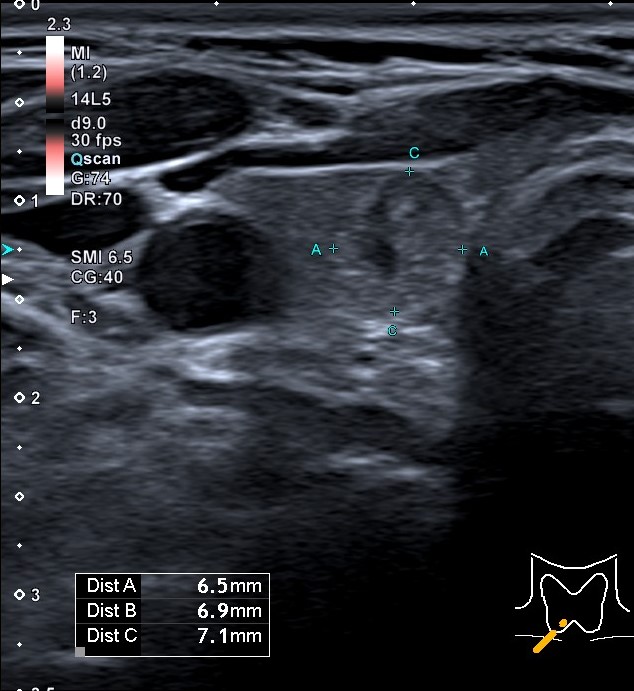 0
2.3
MI
(1.2)
14L5
d9.0
30 fps
Qscan
G:74
DR:70
C
1
A
A
SMI 6.5
CG:40
F:3
C
2
3
Dist A 6.5mm
Dist B 6.9mm
Dist C 7.1mm